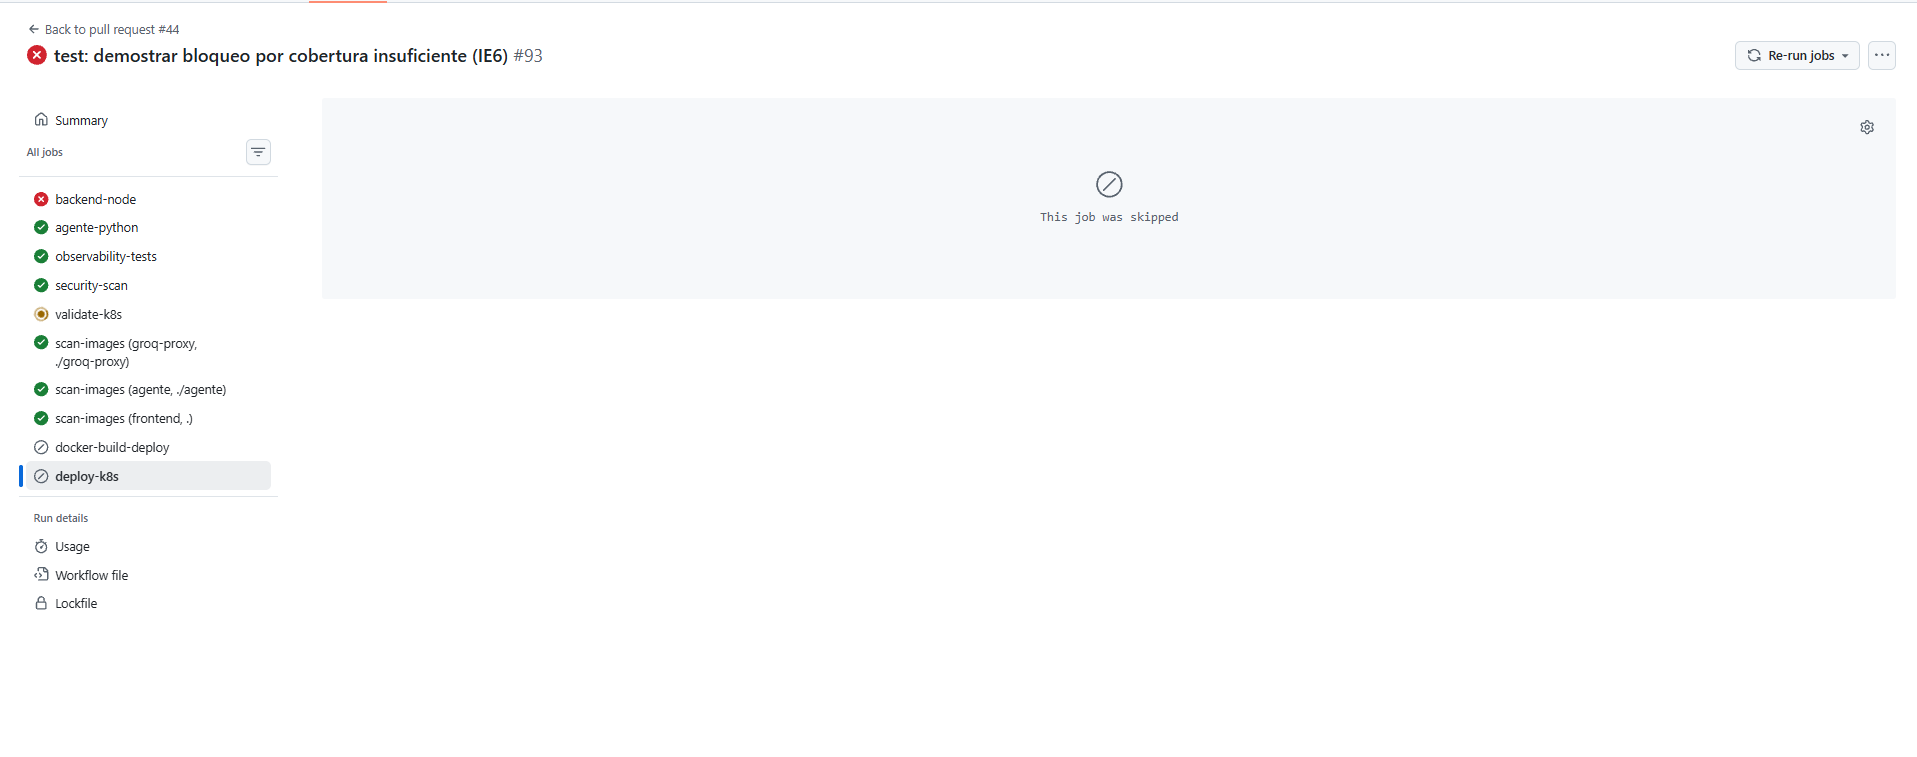 Back to pull request #44
test: demostrar bloqueo por cobertura insuficiente (IE6) #93
Re-run jobs
Summary
All jobs
backend-node
agente-python
observability-tests
security-scan
validate-k8s
scan-images (groq-proxy,
./groq-proxy)
scan-images (agente, ./agente)
scan-images (frontend, .)
docker-build-deploy
deploy-k8s
Run details
Usage
Workflow file
Lockfile
This job was skipped